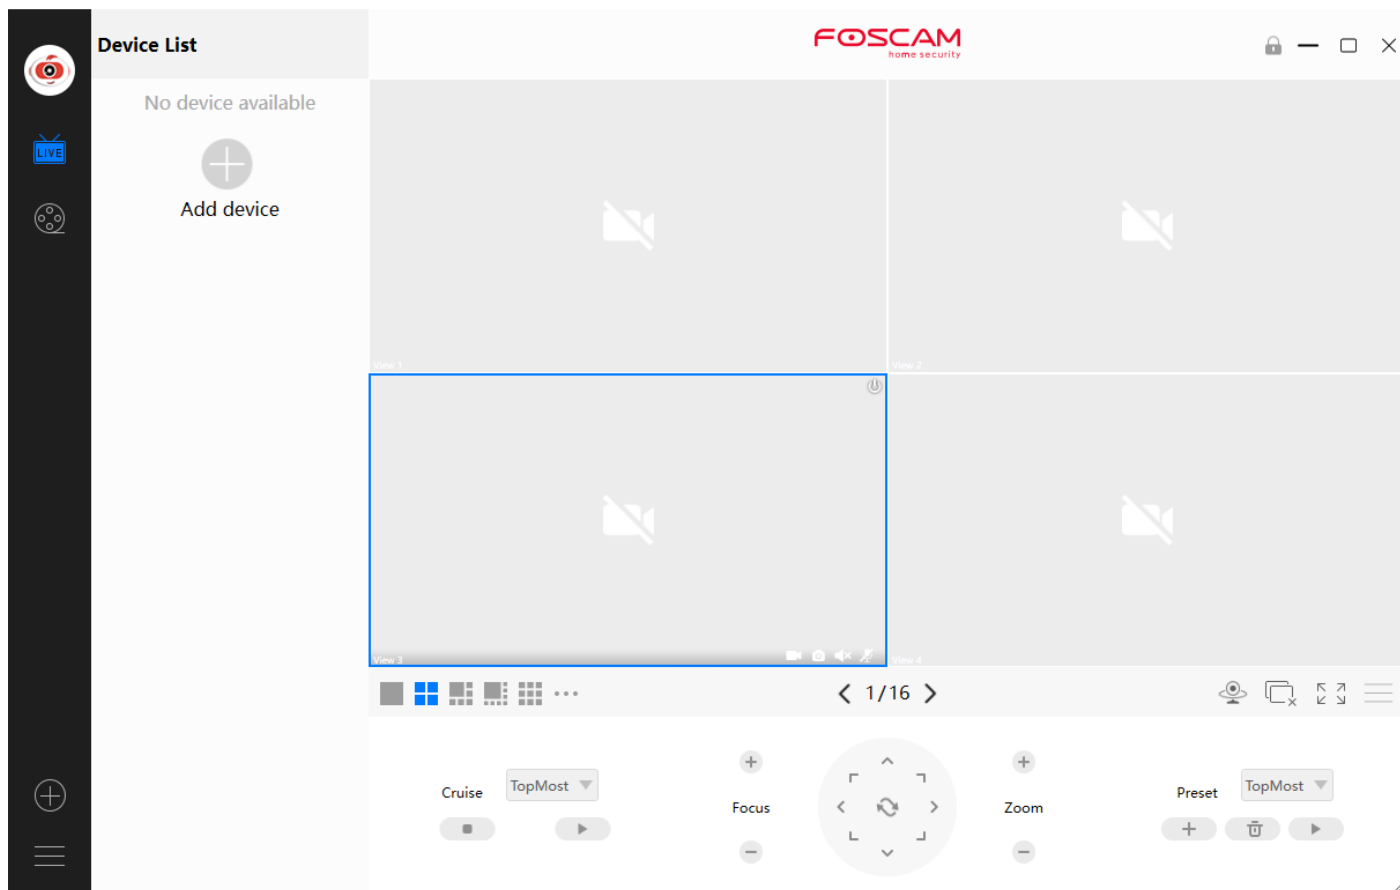 Device List
FOSCAM
home security
No device available
LIVE
Add device
View 1
View 2
View 3
View 4
1/16
Cruise
TopMost
Focus
Zoom
Preset
TopMost